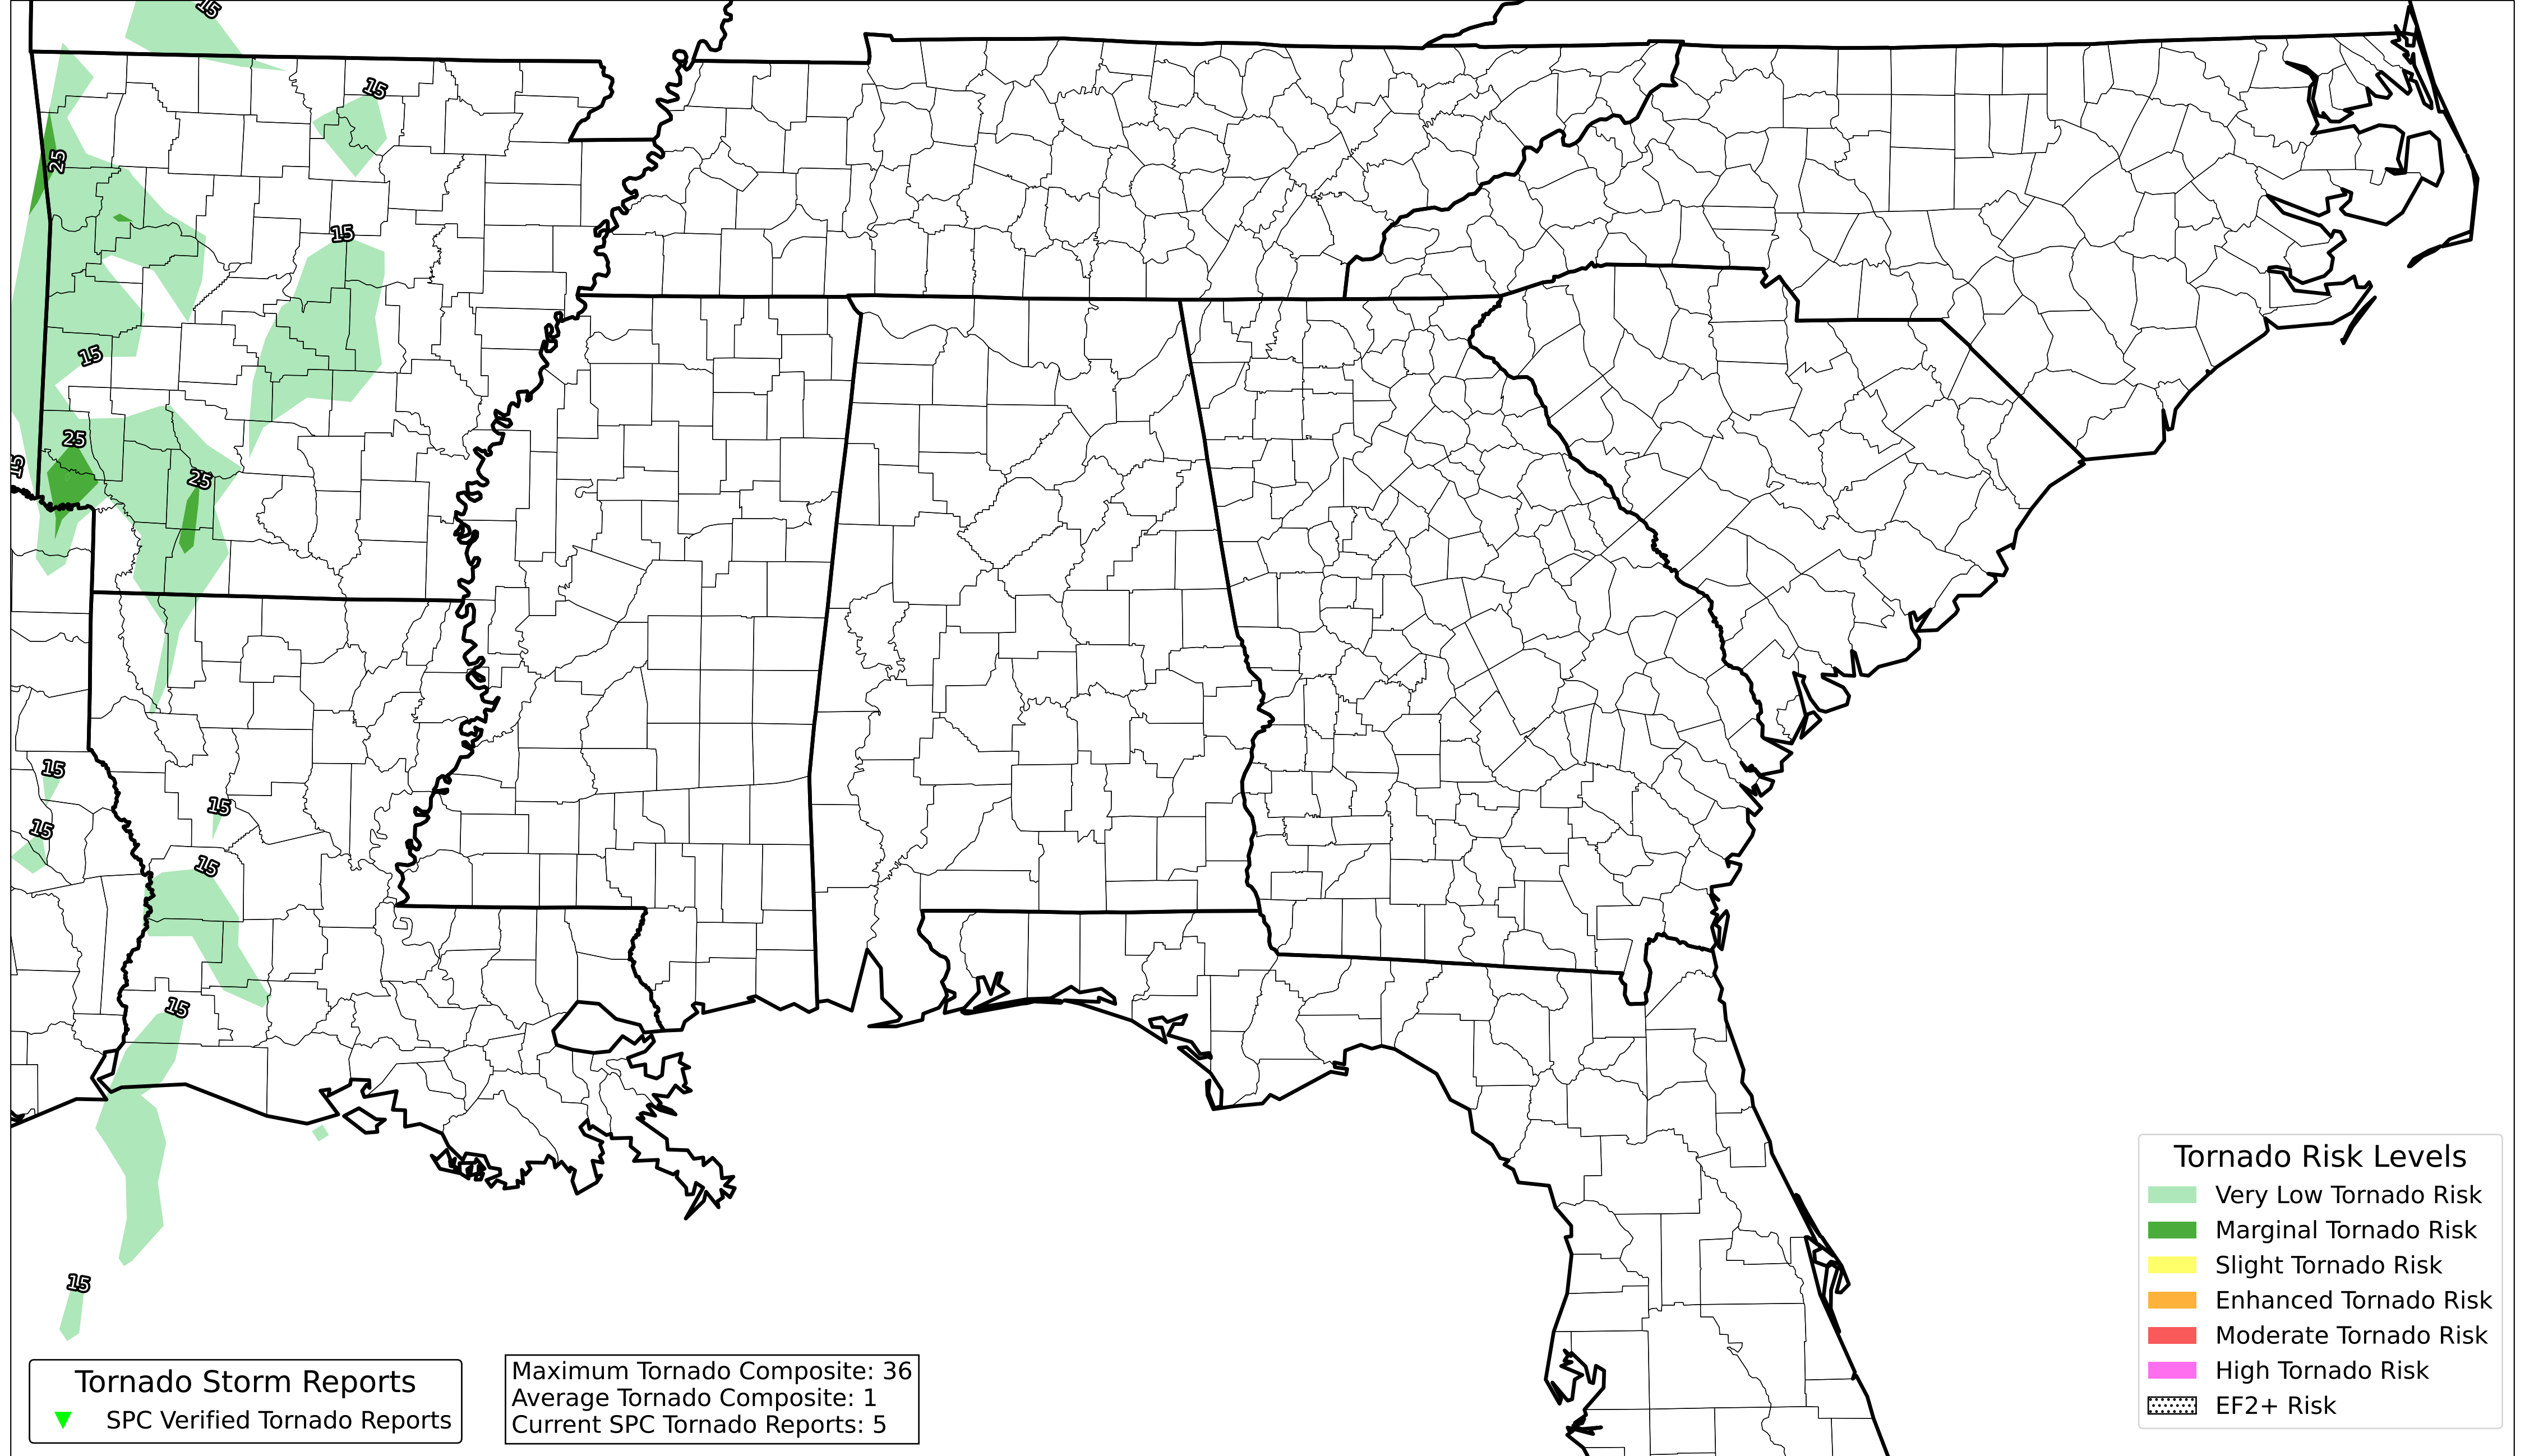 15
15
25
15
15
25
15
25
15
15
15
15
15
15
Tornado Risk Levels
Very Low Tornado Risk
Marginal Tornado Risk
Slight Tornado Risk
Enhanced Tornado Risk
Moderate Tornado Risk
High Tornado Risk
EF2+ Risk
Tornado Storm Reports
SPC Verified Tornado Reports
Maximum Tornado Composite: 36
Average Tornado Composite: 1
Current SPC Tornado Reports: 5